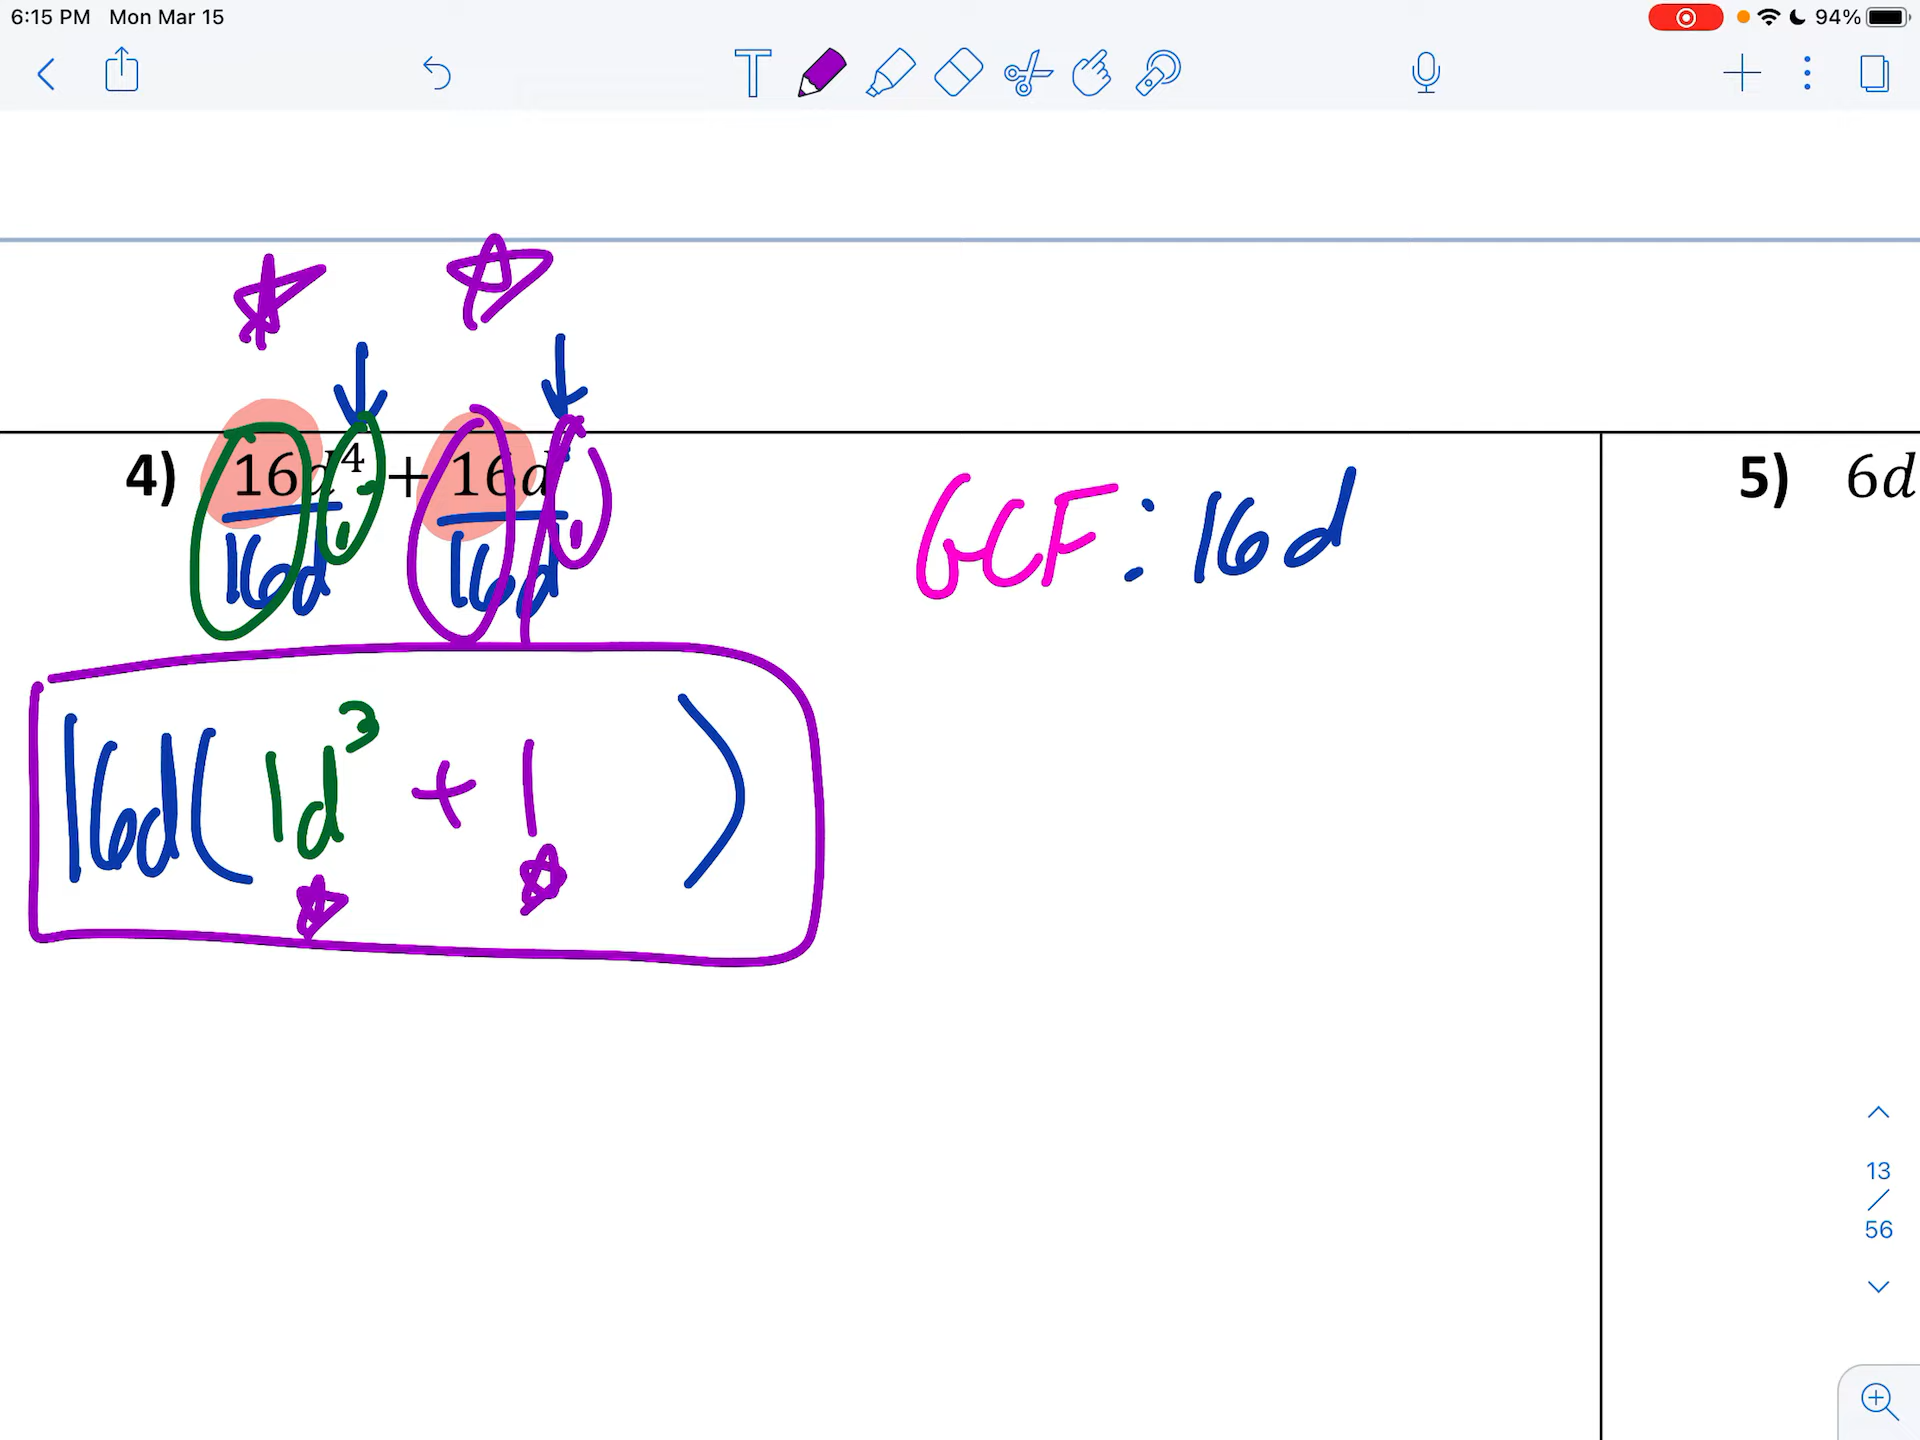 6:15 PM Mon Mar 15
94%
T
4) 16d⁴ + 16d
16d 16d
GCF: 16d
5) 6d
16d( 1d³ + 1 )
13
/
56